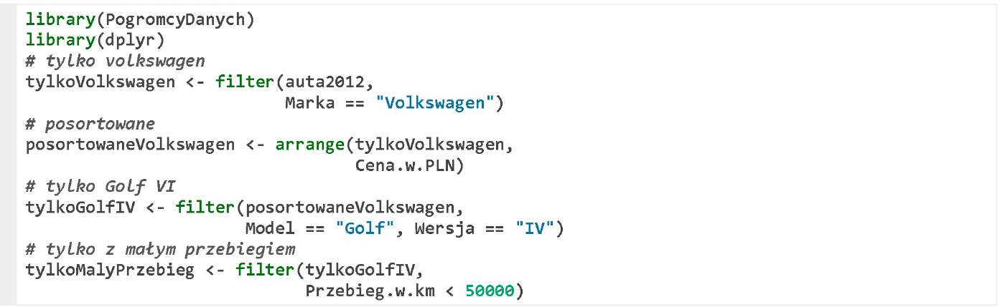 library(PogromcyDanych)
library(dplyr)
# tylko volkswagen
tylkoVolkswagen <- filter(auta2012,
Marka == "Volkswagen")
# posortowane
posortowaneVolkswagen <- arrange(tylkoVolkswagen,
Cena.w.PLN)
# tylko Golf VI
tylkoGolfIV <- filter(posortowaneVolkswagen,
Model == "Golf", Wersja == "IV")
# tylko z małym przebiegiem
tylkoMalyPrzebieg <- filter(tylkoGolfIV,
Przebieg.w.km < 50000)